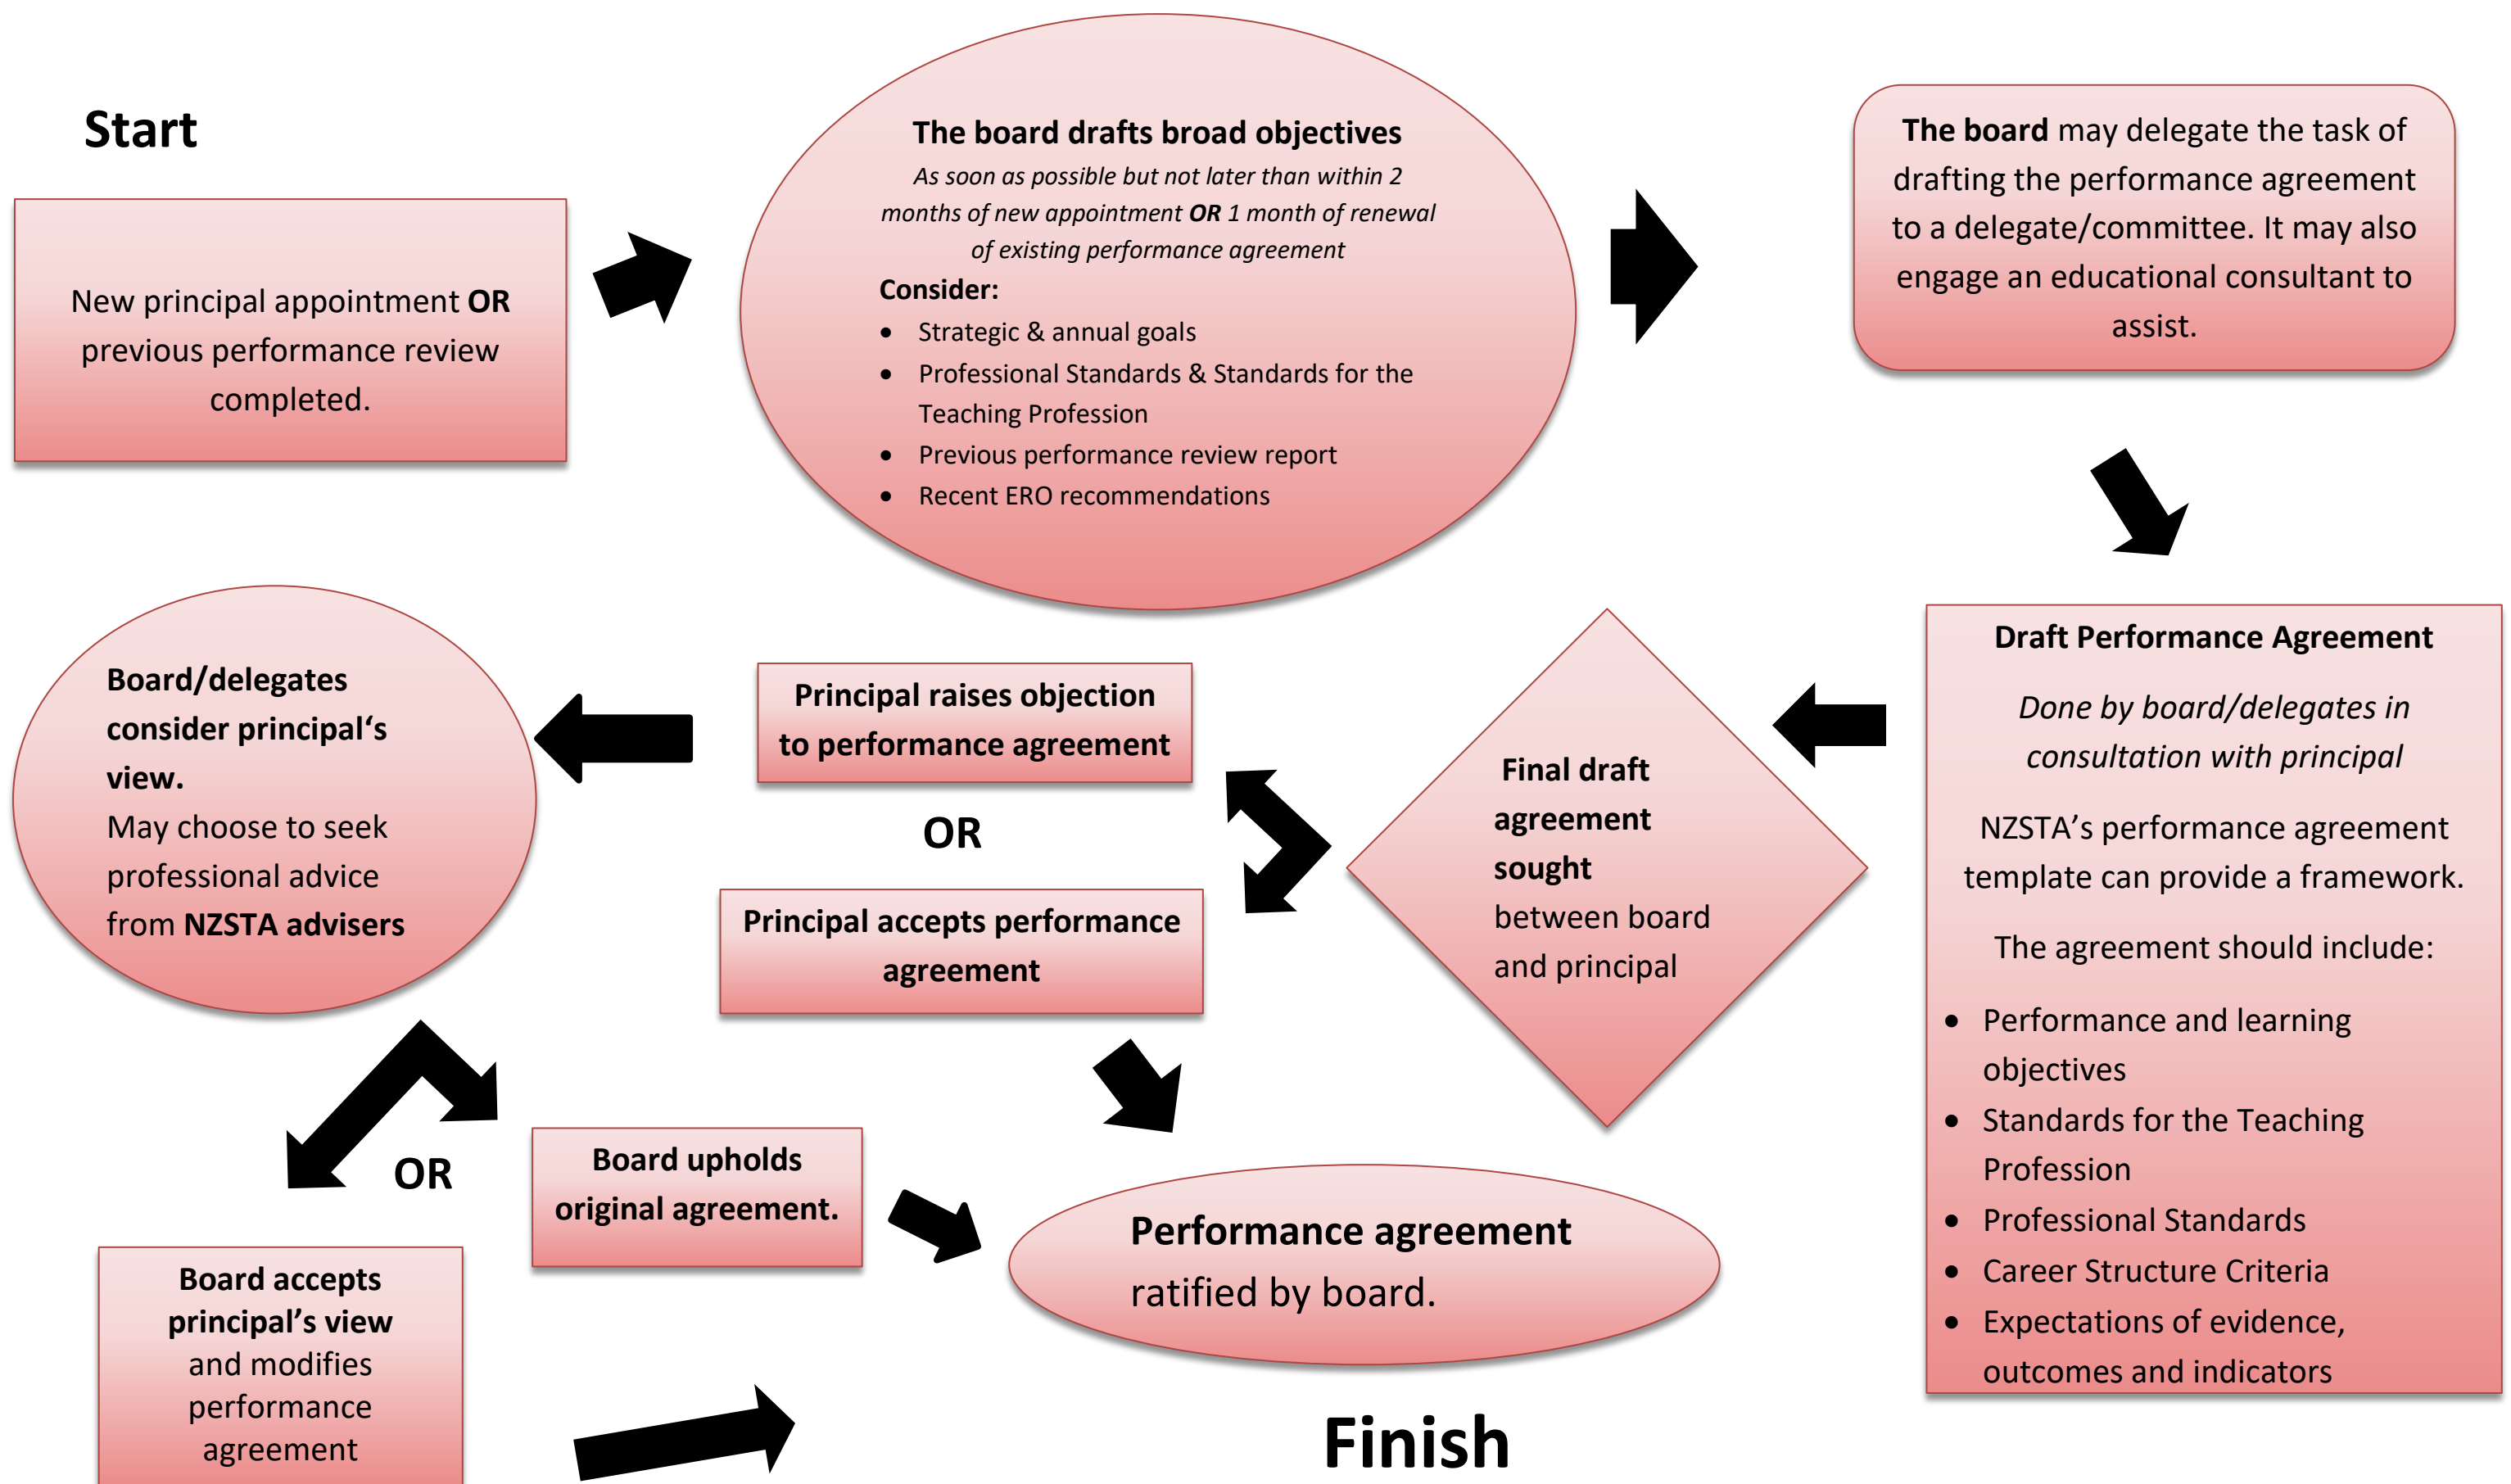 Start
New principal appointment OR
previous performance review
completed.
The board drafts broad objectives
As soon as possible but not later than within 2
months of new appointment OR 1 month of renewal
of existing performance agreement
Consider:
• Strategic & annual goals
• Professional Standards & Standards for the
Teaching Profession
• Previous performance review report
• Recent ERO recommendations
The board may delegate the task of
drafting the performance agreement
to a delegate/committee. It may also
engage an educational consultant to
assist.
Draft Performance Agreement
Done by board/delegates in
consultation with principal
NZSTA’s performance agreement
template can provide a framework.
The agreement should include:
• Performance and learning
objectives
• Standards for the Teaching
Profession
• Professional Standards
• Career Structure Criteria
• Expectations of evidence,
outcomes and indicators
Final draft
agreement
sought
between board
and principal
Principal raises objection
to performance agreement
OR
Principal accepts performance
agreement
Board/delegates
consider principal‘s
view.
May choose to seek
professional advice
from NZSTA advisers
OR
Board upholds
original agreement.
Board accepts
principal’s view
and modifies
performance
agreement
Performance agreement
ratified by board.
Finish